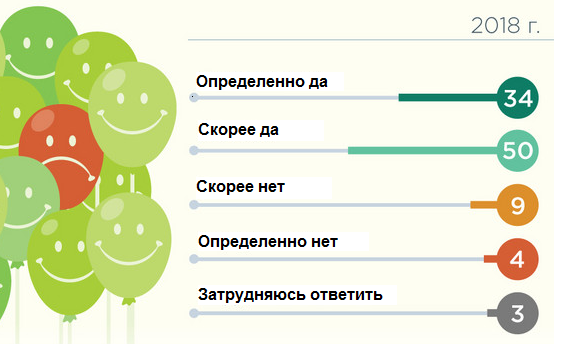 2018 г.
Определенно да
34
Скорее да
50
Скорее нет
9
Определенно нет
4
Затрудняюсь ответить
3